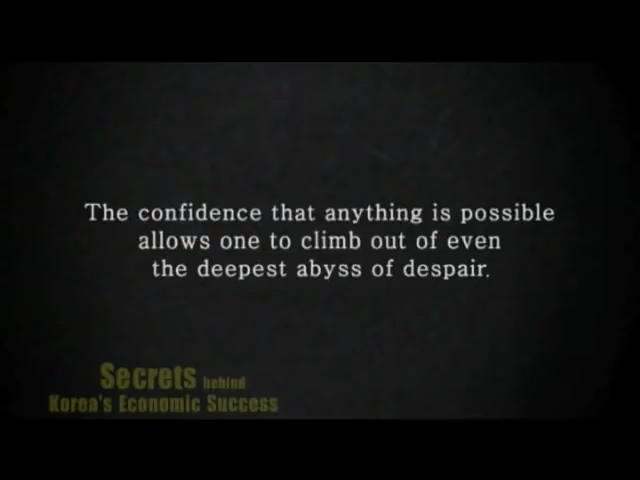 The confidence that anything is possible
allows one to climb out of even
the deepest abyss of despair.
Secrets behind
Korea's Economic Success